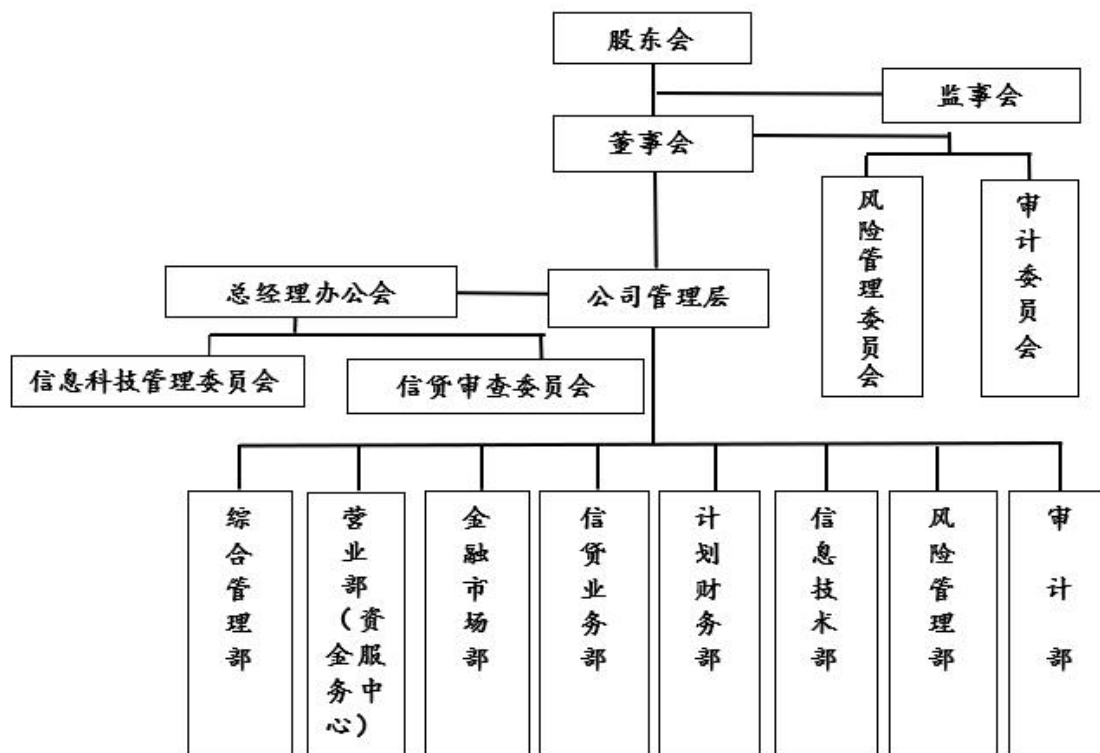 股东会
监事会
董事会
风险管理委员会
审计委员会
总经理办公会
公司管理层
信息科技管理委员会
信贷审查委员会
综合管理部
营业部（资金服务中心）
金融市场部
信贷业务部
计划财务部
信息技术部
风险管理部
审计部